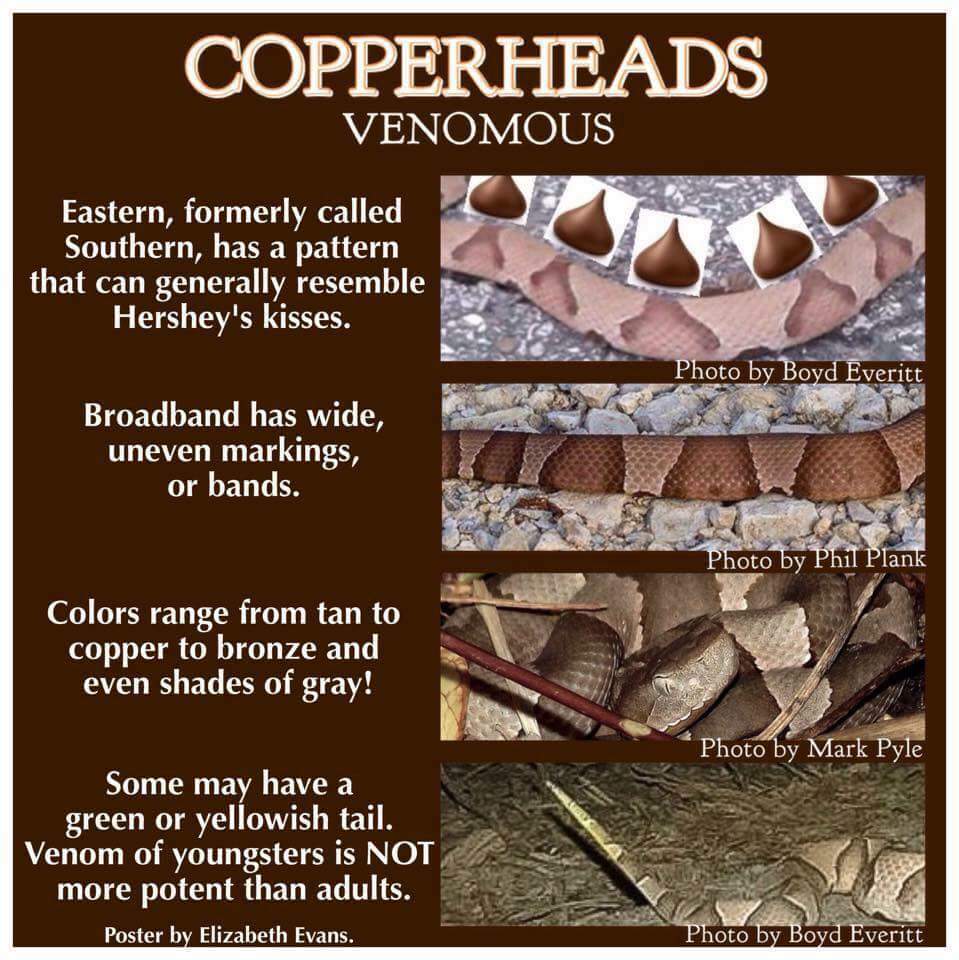 COPPERHEADS
VENOMOUS
Eastern, formerly called
Southern, has a pattern
that can generally resemble
Hershey's kisses.
Photo by Boyd Everitt
Broadband has wide,
uneven markings,
or bands.
Photo by Phil Plank
Colors range from tan to
copper to bronze and
even shades of gray!
Photo by Mark Pyle
Some may have a
green or yellowish tail.
Venom of youngsters is NOT
more potent than adults.
Poster by Elizabeth Evans.
Photo by Boyd Everitt